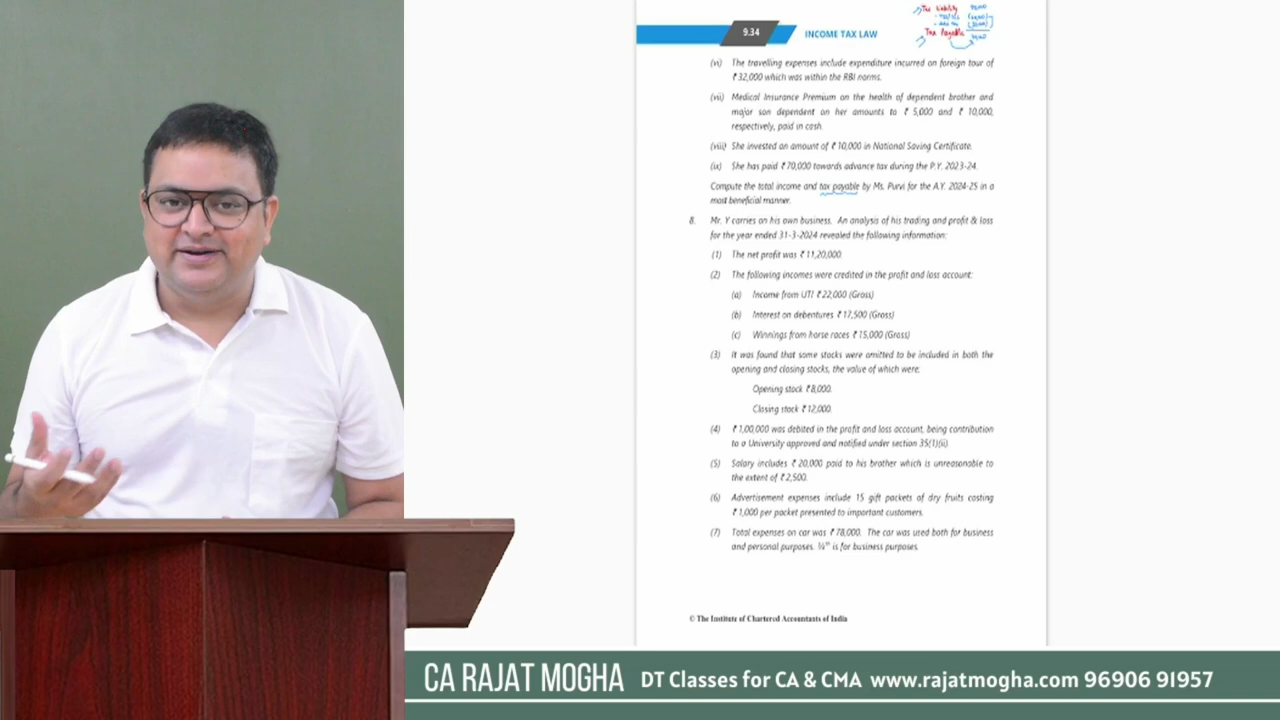 Tax liability
Tax Payable
9.34
INCOME TAX LAW
(vi) The travelling expenses include expenditure incurred on foreign tour of
₹ 32,000 which was within the RBI norms.
(vii) Medical Insurance Premium on the health of dependent brother and
major son dependent on her amounts to ₹ 5,000 and ₹ 10,000,
respectively, paid in cash.
(viii) She invested an amount of ₹ 10,000 in National Saving Certificate.
(ix) She has paid ₹ 70,000 towards advance tax during the P.Y. 2023-24.
Compute the total income and tax payable by Ms. Purvi for the A.Y. 2024-25 in a
most beneficial manner.
8. Mr. Y carries on his own business. An analysis of his trading and profit & loss
for the year ended 31-3-2024 revealed the following information:
(1) The net profit was ₹ 11,20,000.
(2) The following incomes were credited in the profit and loss account:
(a) Income from UTI ₹ 22,000 (Gross)
(b) Interest on debentures ₹ 17,500 (Gross)
(c) Winnings from horse races ₹ 15,000 (Gross)
(3) It was found that some stocks were omitted to be included in both the
opening and closing stocks, the value of which were:
Opening stock ₹ 8,000.
Closing stock ₹ 12,000.
(4) ₹ 1,00,000 was debited in the profit and loss account, being contribution
to a University approved and notified under section 35(1)(ii).
(5) Salary includes ₹ 20,000 paid to his brother which is unreasonable to
the extent of ₹ 2,500.
(6) Advertisement expenses include 15 gift packets of dry fruits costing
₹ 1,000 per packet presented to important customers.
(7) Total expenses on car was ₹ 78,000. The car was used both for business
and personal purposes. ¾th is for business purposes.
© The Institute of Chartered Accountants of India
CA RAJAT MOGHA DT Classes for CA & CMA www.rajatmogha.com 96906 91957